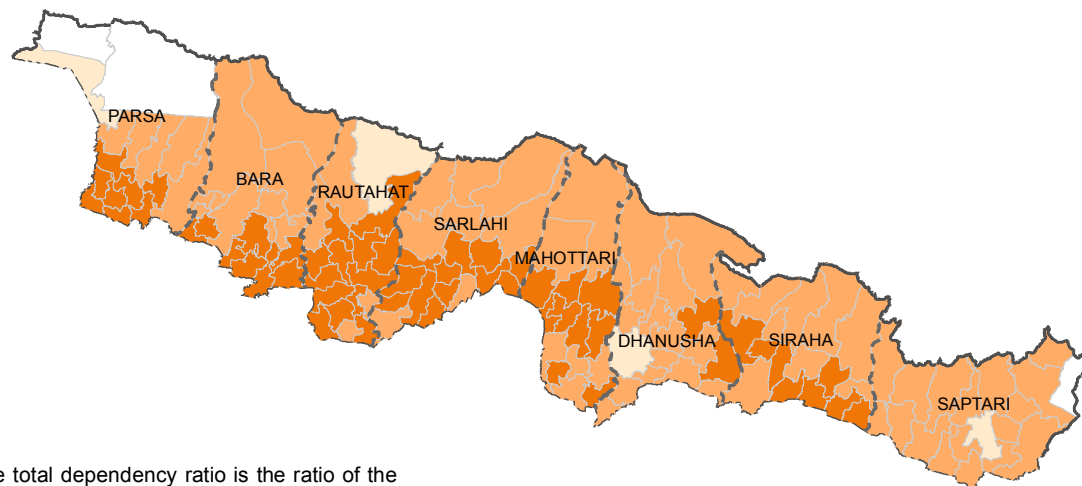 PARSA
BARA
RAUTAHAT
SARLAHI
MAHOTTARI
DHANUSHA
SIRAHA
SAPTARI
total dependency ratio is the ratio of the